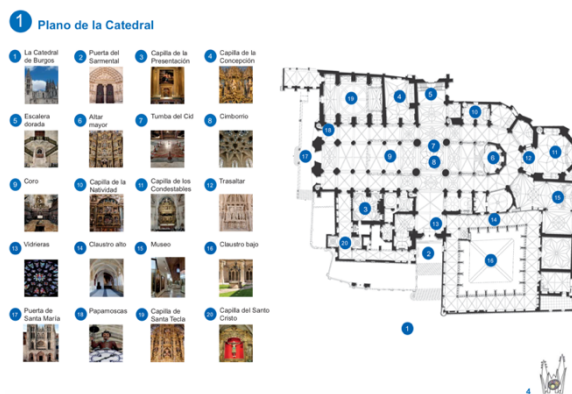 1 Plano de la Catedral
1 La Catedral
de Burgos
2 Puerta del
Sarmental
3 Capilla de la
Presentación
4 Capilla de la
Concepción
5 Escalera
dorada
6 Altar
mayor
7 Tumba del Cid
8 Cimborrio
9 Coro
10 Capilla de la
Natividad
11 Capilla de los
Condestables
12 Trasaltar
13 Vidrieras
14 Claustro alto
15 Museo
16 Claustro bajo
17 Puerta de
Santa María
18 Papamoscas
19 Capilla de
Santa Tecla
20 Capilla del Santo
Cristo
19
4
5
10
18
17
9
7
8
6
12
11
15
3
13
14
20
2
16
1
4